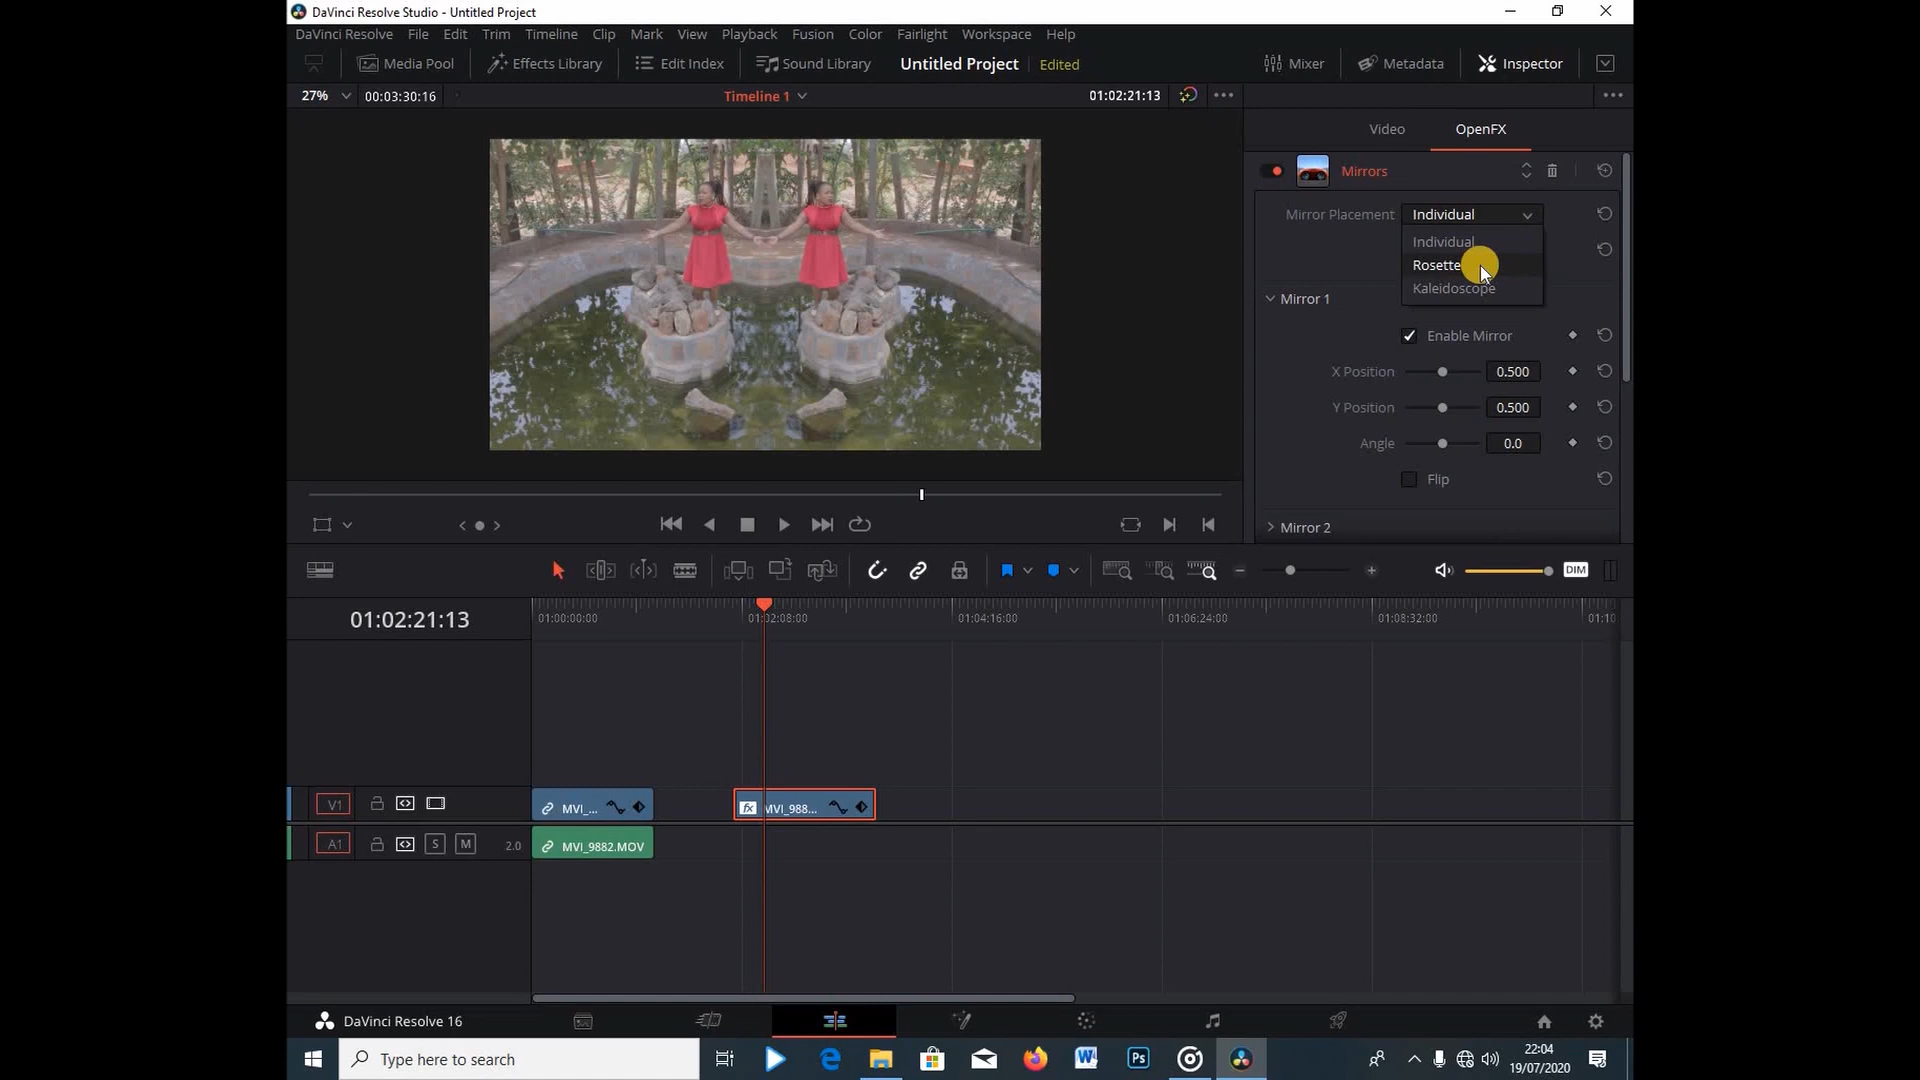 DaVinci Resolve Studio - Untitled Project
DaVinci Resolve File Edit Trim Timeline Clip Mark View Playback Fusion Color Fairlight Workspace Help
Media Pool Effects Library Edit Index Sound Library Untitled Project Edited Mixer Metadata Inspector
27% 00:03:30:16 Timeline 1 01:02:21:13
Video OpenFX
Mirrors
Mirror Placement Individual
Individual
Rosette
Kaleidoscope
Mirror 1
Enable Mirror
X Position 0.500
Y Position 0.500
Angle 0.0
Flip
Mirror 2
DIM
01:02:21:13 01:00:00:00 01:02:08:00 01:04:16:00 01:06:24:00 01:08:32:00 01:10
V1 MVI_... fx MVI_988...
A1 S M 2.0 MVI_9882.MOV
DaVinci Resolve 16
Type here to search
W Ps
22:04
19/07/2020